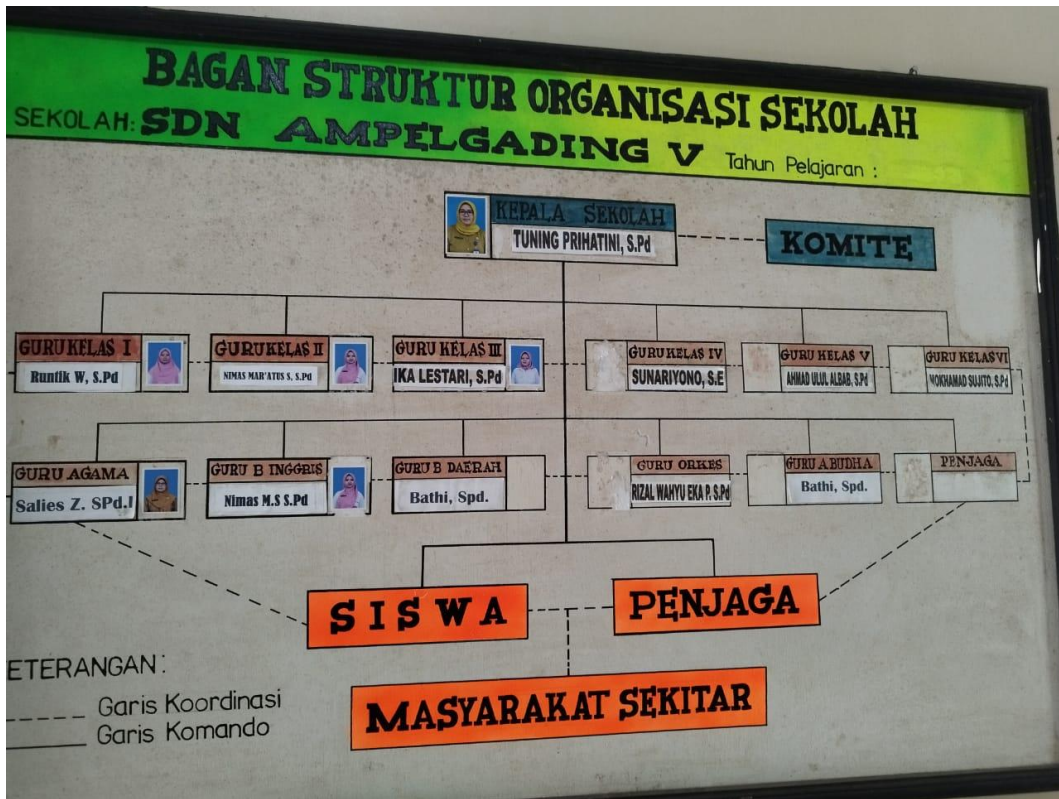 BAGAN STRUKTUR ORGANISASI SEKOLAH
SEKOLAH: SDN AMPELGADING V Tahun Pelajaran :
KEPALA SEKOLAH
TUNING PRIHATINI, S.Pd
KOMITE
GURU KELAS I
Runtik W, S.Pd
GURU KELAS II
NIMAS MAR'ATUS S, S.Pd
GURU KELAS III
IKA LESTARI, S.Pd
GURU KELAS IV
SUNARIYONO, S.E
GURU KELAS V
AHMAD ULUL ALBAB, S.Pd
GURU KELAS VI
MOKHAMAD SUJITO, S.Pd
GURU AGAMA
Salies Z. SPd.I
GURU B INGGRIS
Nimas M.S S.Pd
GURU B DAERAH
Bathi, Spd.
GURU ORKES
RIZAL WAHYU EKA P. S.Pd
GURU A BUDHA
Bathi, Spd.
PENJAGA
SISWA
PENJAGA
MASYARAKAT SEKITAR
ETERANGAN :
Garis Koordinasi
Garis Komando